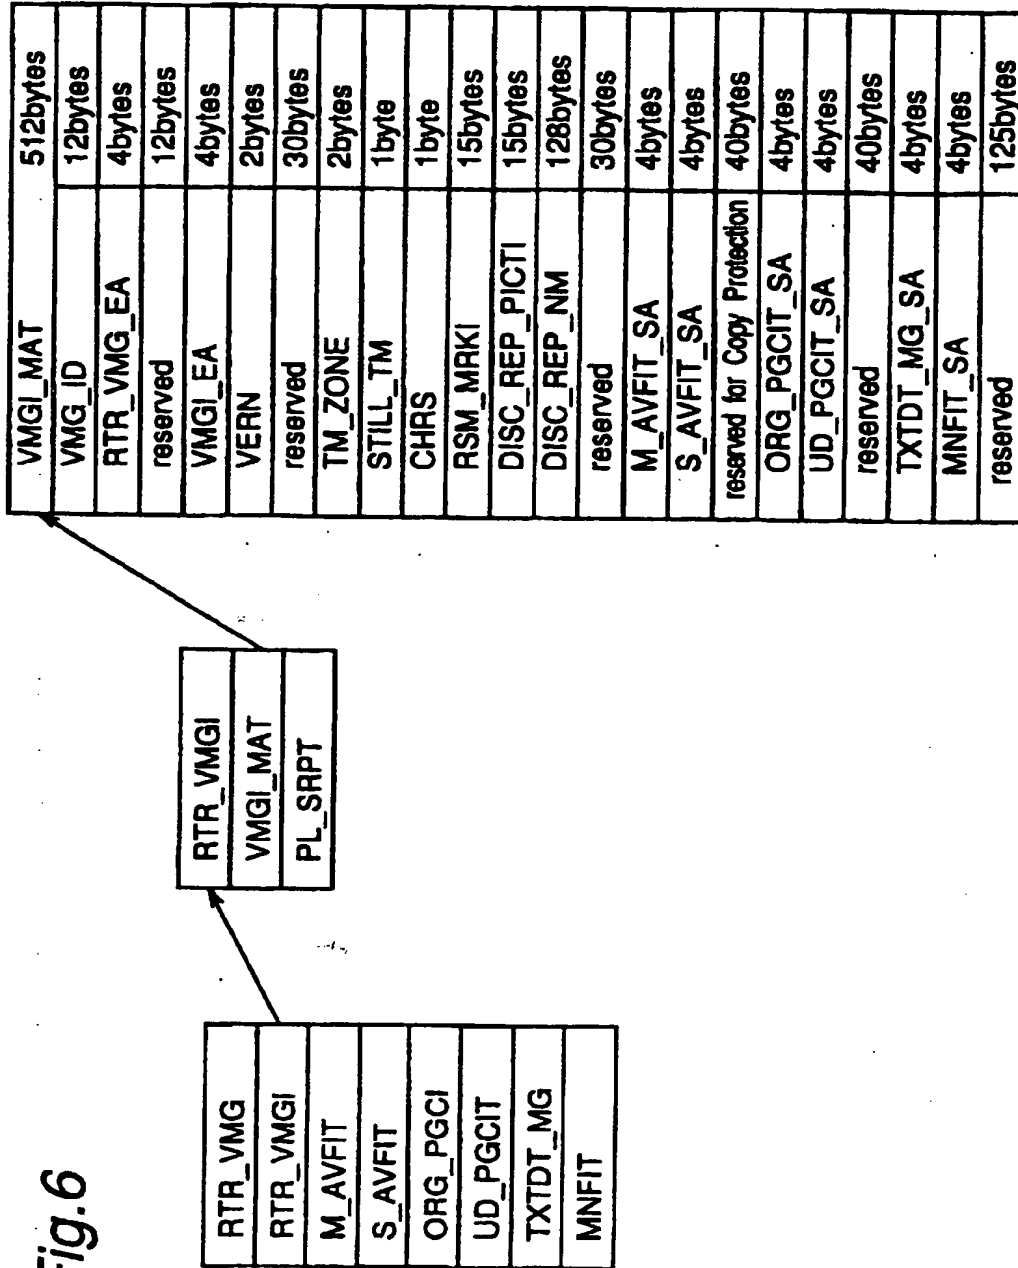 Fig.6
RTR_VMG
RTR_VMGI
M_AVFIT
S_AVFIT
ORG_PGCI
UD_PGCIT
TXTDT_MG
MNFIT
RTR_VMGI
VMGI_MAT
PL_SRPT
VMGI_MAT 512bytes
VMG_ID 12bytes
RTR_VMG_EA 4bytes
reserved 12bytes
VMGI_EA 4bytes
VERN 2bytes
reserved 30bytes
TM_ZONE 2bytes
STILL_TM 1byte
CHRS 1byte
RSM_MRKI 15bytes
DISC_REP_PICTI 15bytes
DISC_REP_NM 128bytes
reserved 30bytes
M_AVFIT_SA 4bytes
S_AVFIT_SA 4bytes
reserved for Copy Protection 40bytes
ORG_PGCIT_SA 4bytes
UD_PGCIT_SA 4bytes
reserved 40bytes
TXTDT_MG_SA 4bytes
MNFIT_SA 4bytes
reserved 125bytes